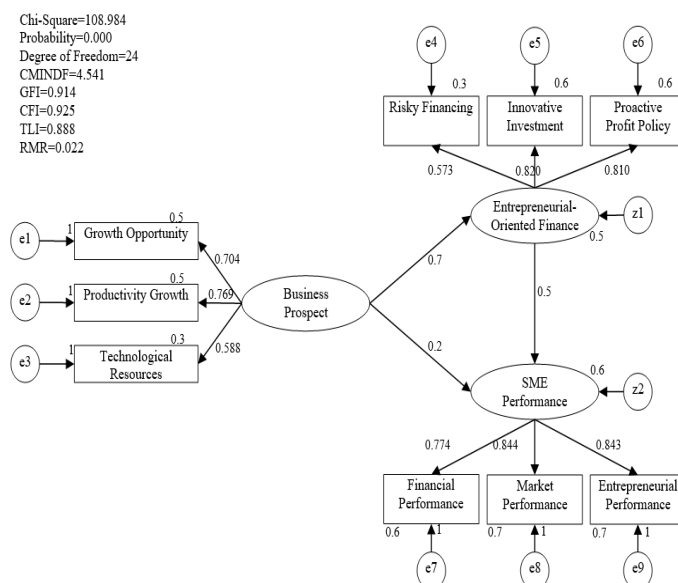 Chi-Square=108.984
Probability=0.000
Degree of Freedom=24
CMINDF=4.541
GFI=0.914
CFI=0.925
TLI=0.888
RMR=0.022
e4
e5
e6
0.3
0.6
0.6
Risky Financing
Innovative
Investment
Proactive
Profit Policy
0.573
0.820
0.810
Entrepreneurial-
Oriented Finance
z1
0.5
e1
1
0.5
Growth Opportunity
0.704
0.7
e2
1
0.5
Productivity Growth
0.769
Business
Prospect
0.5
e3
1
0.3
Technological
Resources
0.588
0.2
0.6
SME
Performance
z2
0.774
0.844
0.843
Financial
Performance
Market
Performance
Entrepreneurial
Performance
0.6
1
0.7
1
0.7
1
e7
e8
e9